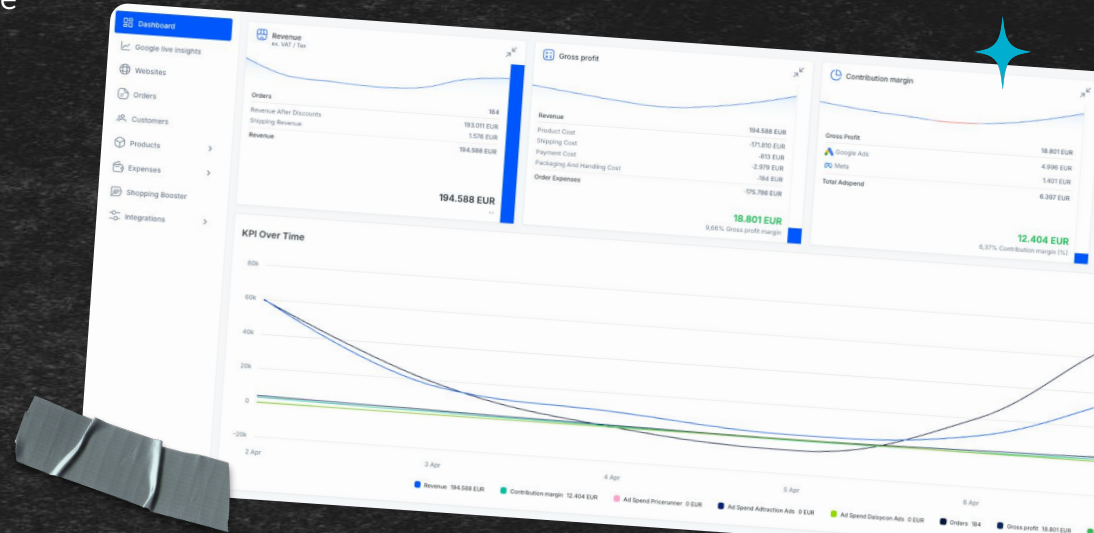 e
Dashboard
Google live insights
Websites
Orders
Customers
Products
Expenses
Shopping Booster
Integrations
Revenue
ex. VAT / Tax
Orders 184
Revenue After Discounts 193.011 EUR
Shipping Revenue 1.576 EUR
Revenue 194.588 EUR
194.588 EUR
Gross profit
Revenue 194.588 EUR
Product Cost -171.810 EUR
Shipping Cost -813 EUR
Payment Cost -2.979 EUR
Packaging And Handling Cost -184 EUR
Order Expenses -175.786 EUR
18.801 EUR
9,66% Gross profit margin
Contribution margin
Gross Profit 18.801 EUR
Google Ads 4.996 EUR
Meta 1.401 EUR
Total Adspend 6.397 EUR
12.404 EUR
6,37% Contribution margin (%)
KPI Over Time
80k
60k
40k
20k
0
-20k
2 Apr
3 Apr
4 Apr
5 Apr
6 Apr
Revenue 194.588 EUR
Contribution margin 12.404 EUR
Ad Spend Pricerunner 0 EUR
Ad Spend Adtraction Ads 0 EUR
Ad Spend Daisycon Ads 0 EUR
Orders 184
Gross profit 18.801 EUR